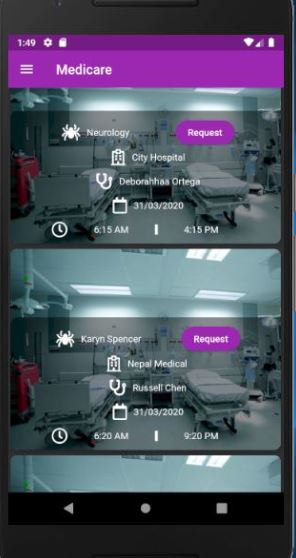 1:49
Medicare
Neurology Request
City Hospital
Deborahhas Ortega
31/03/2020
6:15 AM 4:15 PM
Karyn Spencer Request
Nepal Medical
Russell Chen
31/03/2020
6:20 AM 9:20 PM